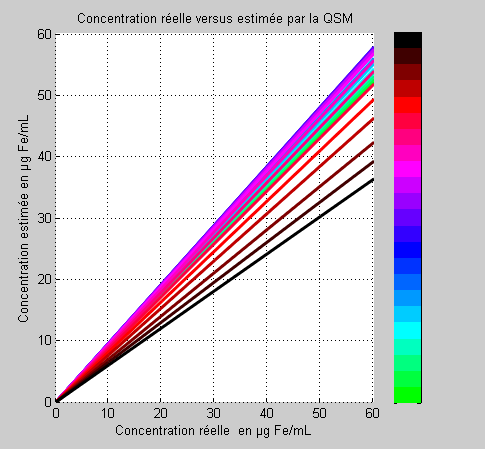 Concentration réelle versus estimée par la QSM
Concentration estimée en µg Fe/mL
60
50
40
30
20
10
0
0 10 20 30 40 50 60
Concentration réelle en µg Fe/mL